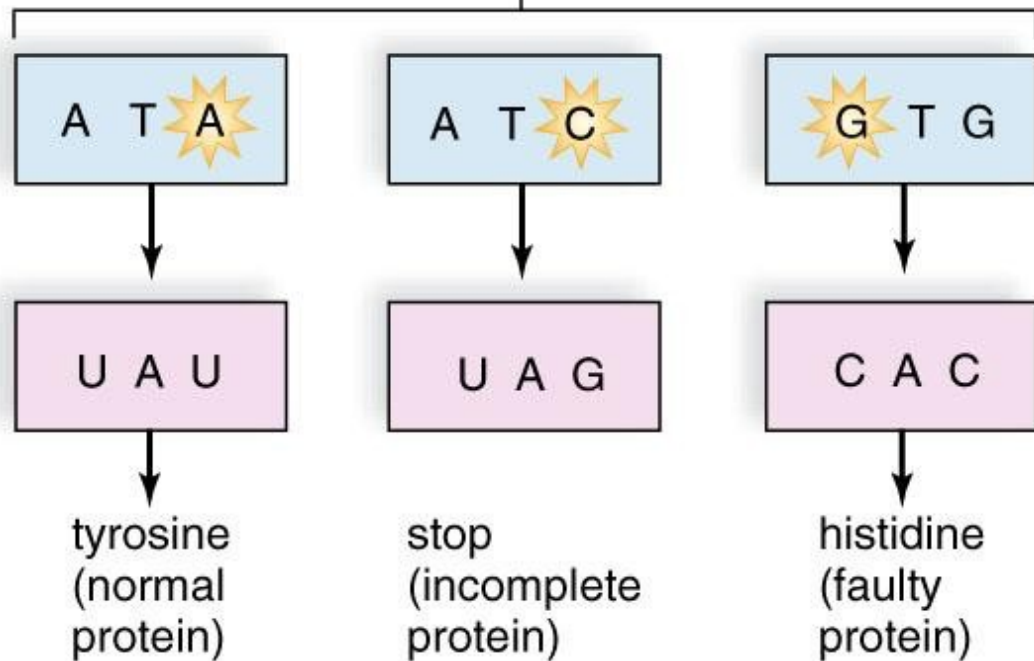 A T A
A T C
G T G
U A U
U A G
C A C
tyrosine
(normal
protein)
stop
(incomplete
protein)
histidine
(faulty
protein)